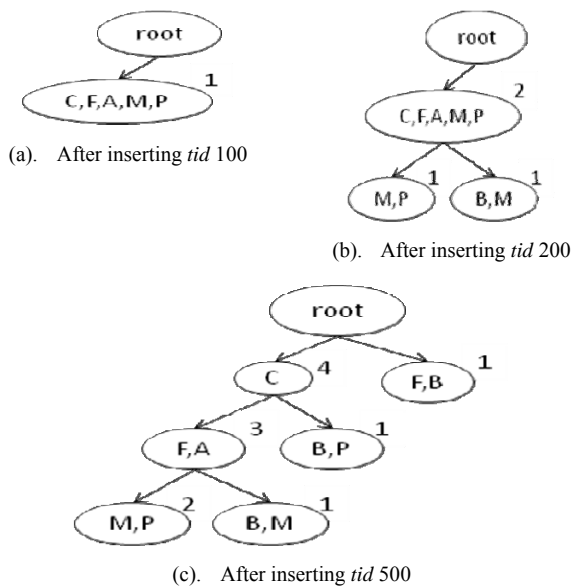 root
1
C,F,A,M,P
(a). After inserting tid 100
root
2
C,F,A,M,P
1
1
M,P
B,M
(b). After inserting tid 200
root
C
4
F,B
1
F,A
3
B,P
1
M,P
2
B,M
1
(c). After inserting tid 500